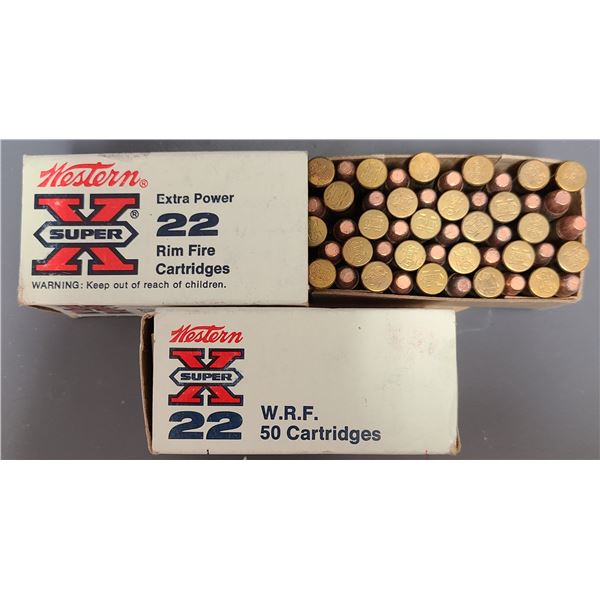 Western®
X
SUPER®
Extra Power
22
Rim Fire
Cartridges
WARNING: Keep out of reach of children.
Western
X
SUPER
22
W.R.F.
50 Cartridges